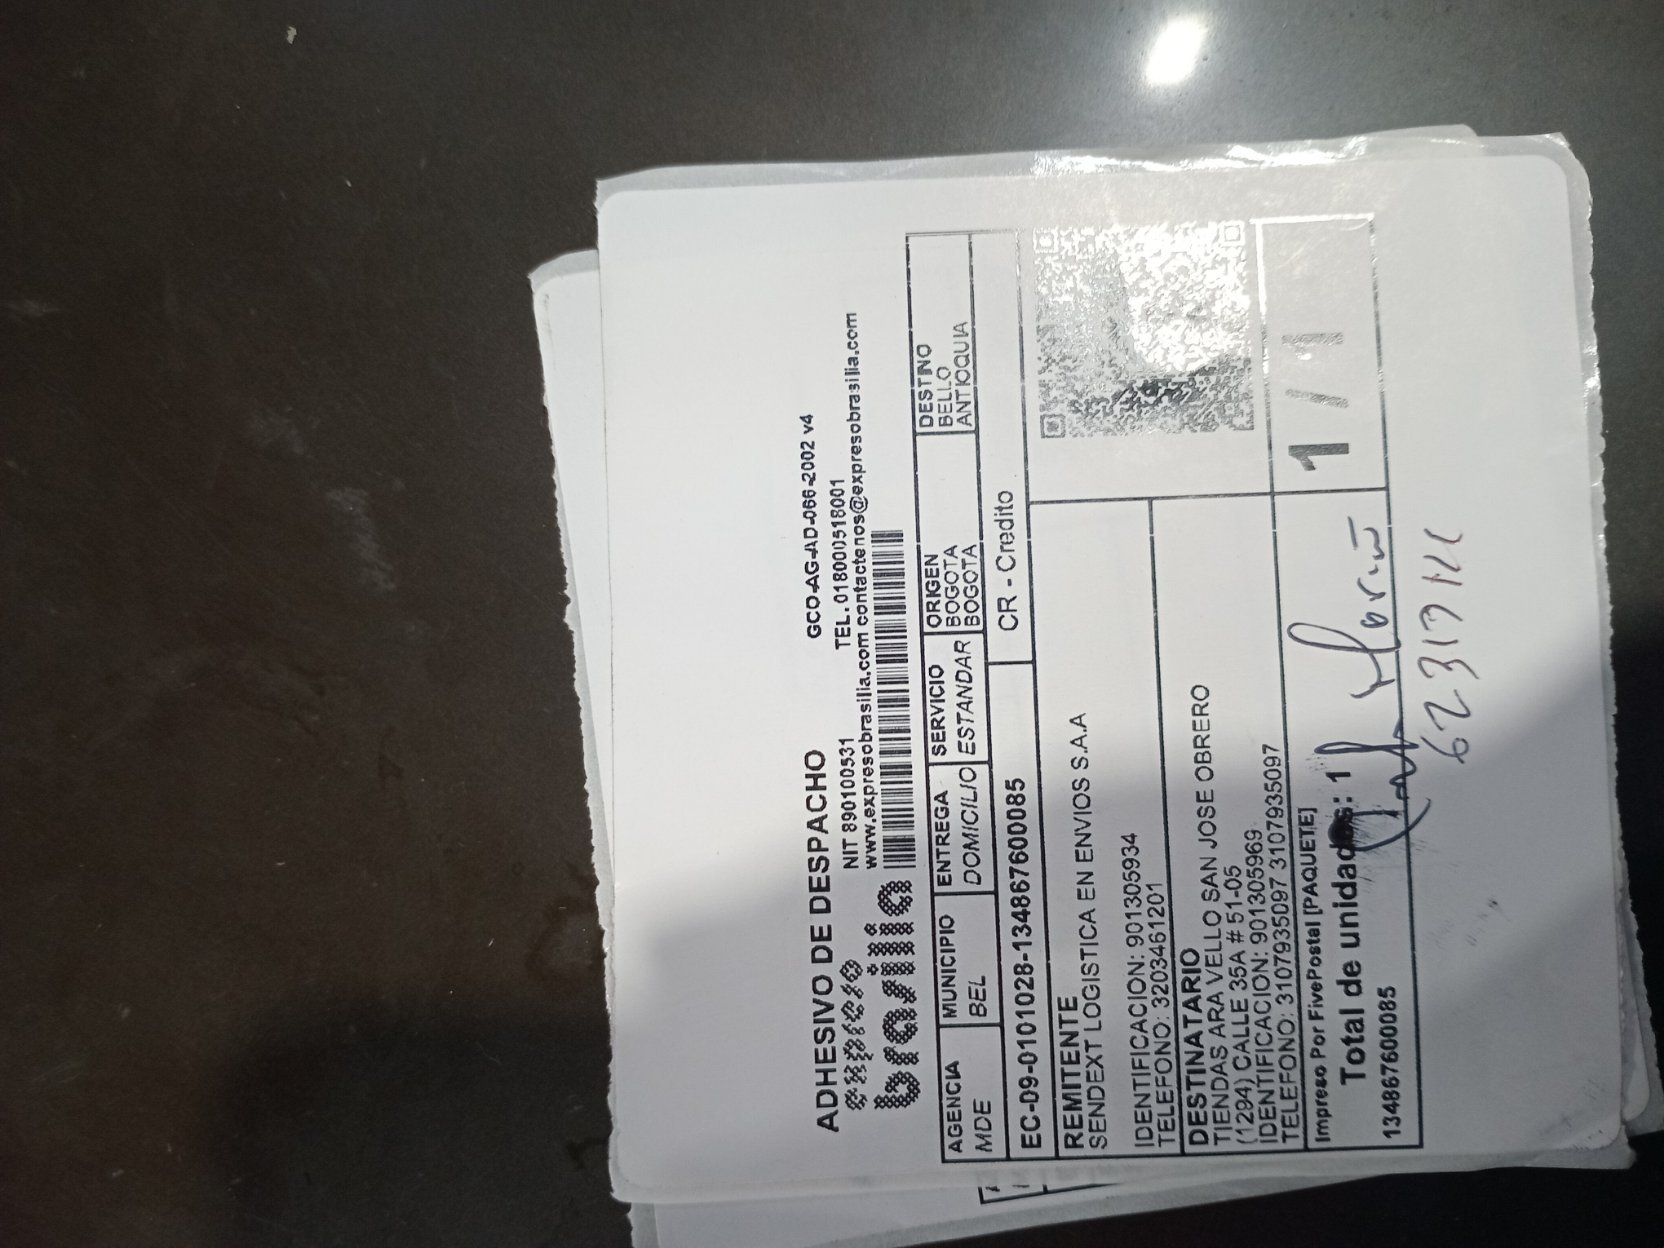 ADHESIVO DE DESPACHO GCO-AG-AD-066-2002 v4
expreso
brasilia
NIT 890100531 TEL. 018000518001
www.expresobrasilia.com contactenos@expresobrasilia.com
AGENCIA MUNICIPIO ENTREGA SERVICIO ORIGEN DESTINO
MDE BEL DOMICILIO ESTANDAR BOGOTA BELLO
BOGOTA ANTIOQUIA
EC-09-0101028-134867600085 CR - Credito
REMITENTE
SENDEXT LOGISTICA EN ENVIOS S.A.A
IDENTIFICACION: 901305934
TELEFONO: 3203461201
DESTINATARIO
TIENDAS ARA VELLO SAN JOSE OBRERO
(1294) CALLE 35A # 51-05
IDENTIFICACION: 901305969
TELEFONO: 3107935097 3107935097
Impreso Por FivePostal [PAQUETE]
Total de unidades: 1
134867600085
1 / 1